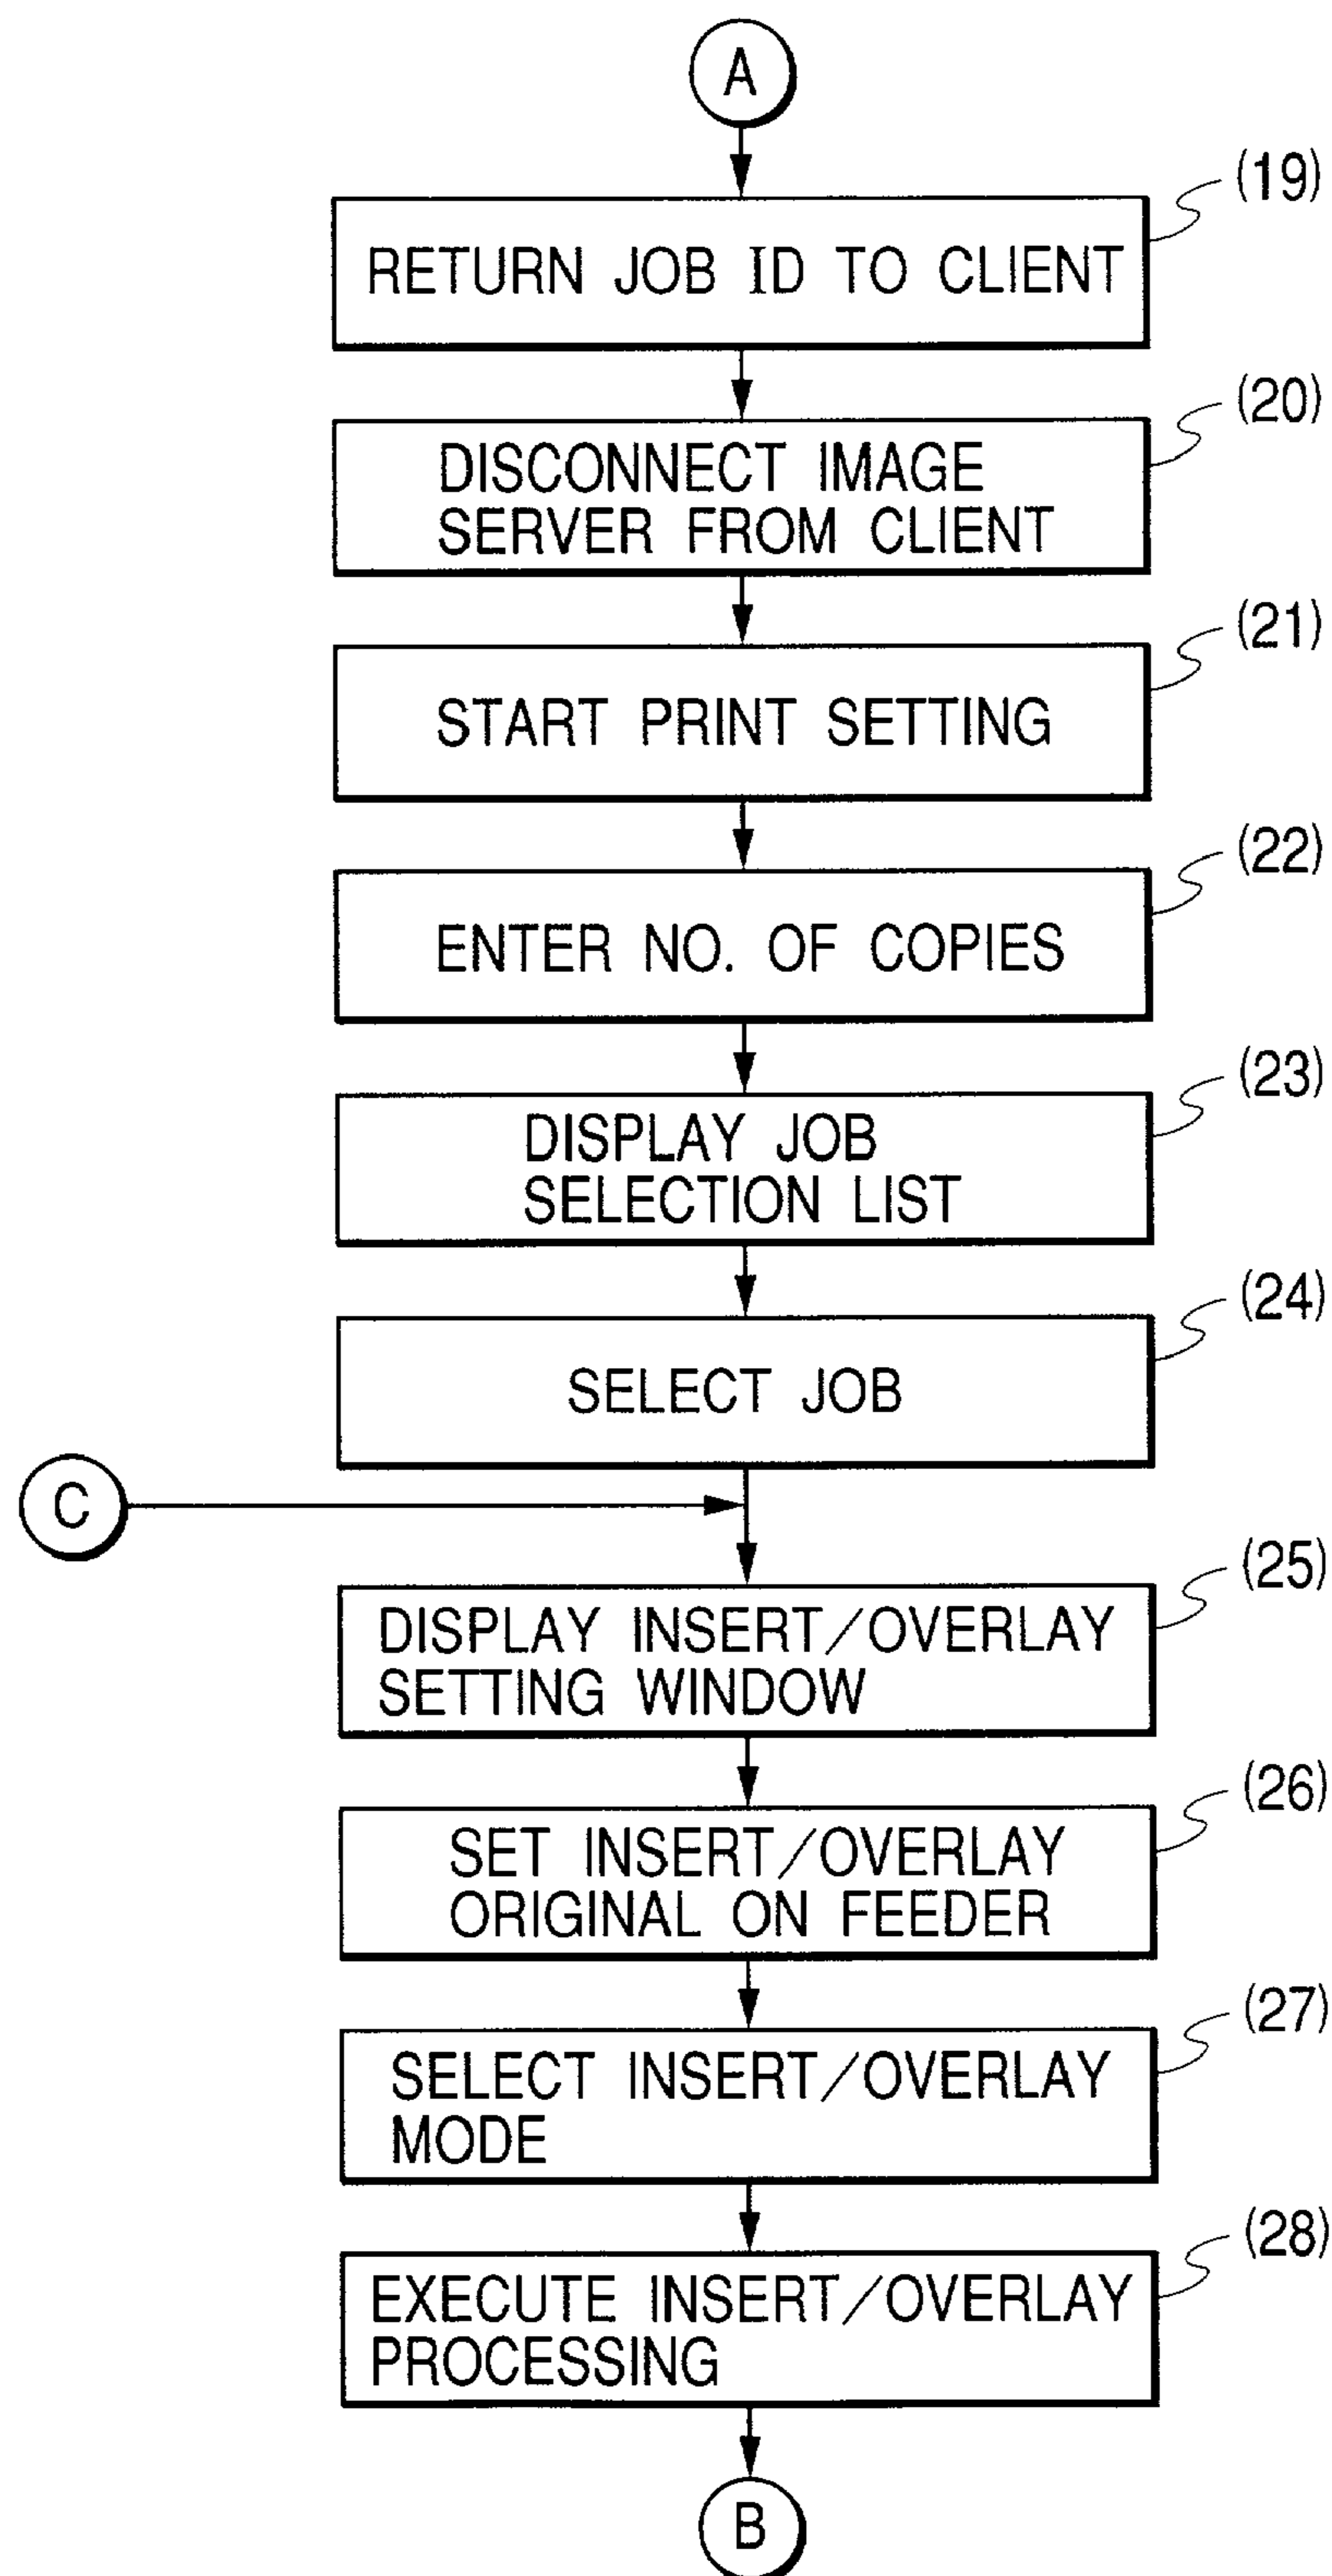 A
(19)
RETURN JOB ID TO CLIENT
(20)
DISCONNECT IMAGE
SERVER FROM CLIENT
(21)
START PRINT SETTING
(22)
ENTER NO. OF COPIES
(23)
DISPLAY JOB
SELECTION LIST
(24)
SELECT JOB
C
(25)
DISPLAY INSERT/OVERLAY
SETTING WINDOW
(26)
SET INSERT/OVERLAY
ORIGINAL ON FEEDER
(27)
SELECT INSERT/OVERLAY
MODE
(28)
EXECUTE INSERT/OVERLAY
PROCESSING
B